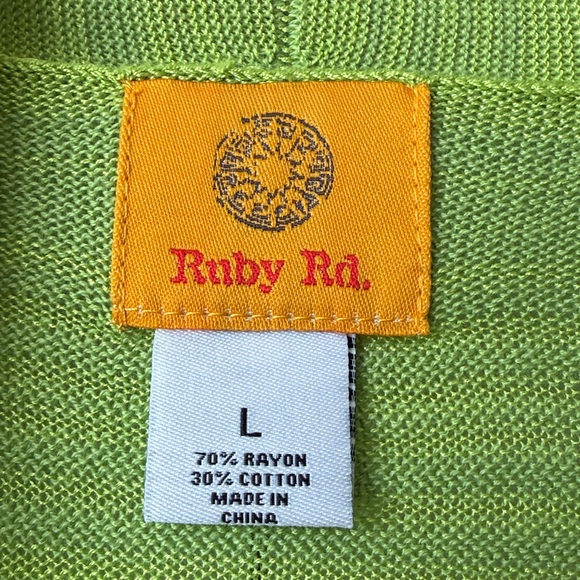 Ruby Rd.
L
70% RAYON
30% COTTON
MADE IN
CHINA